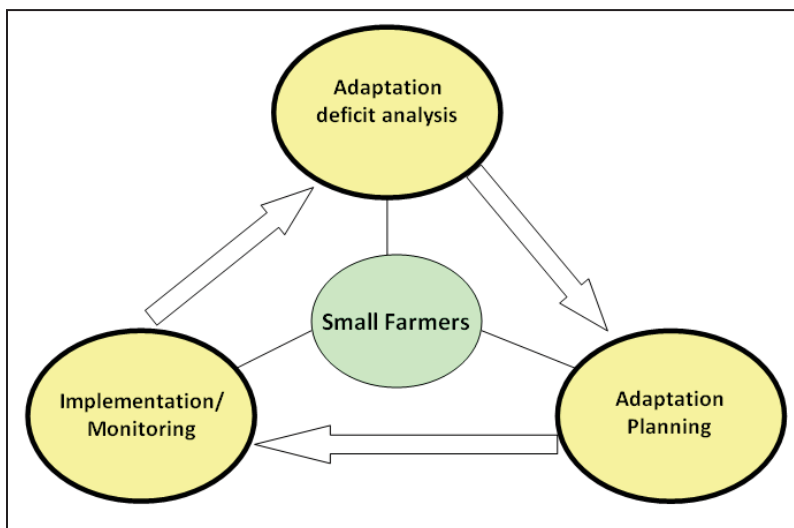 Adaptation
deficit analysis
Small Farmers
Implementation/
Monitoring
Adaptation
Planning